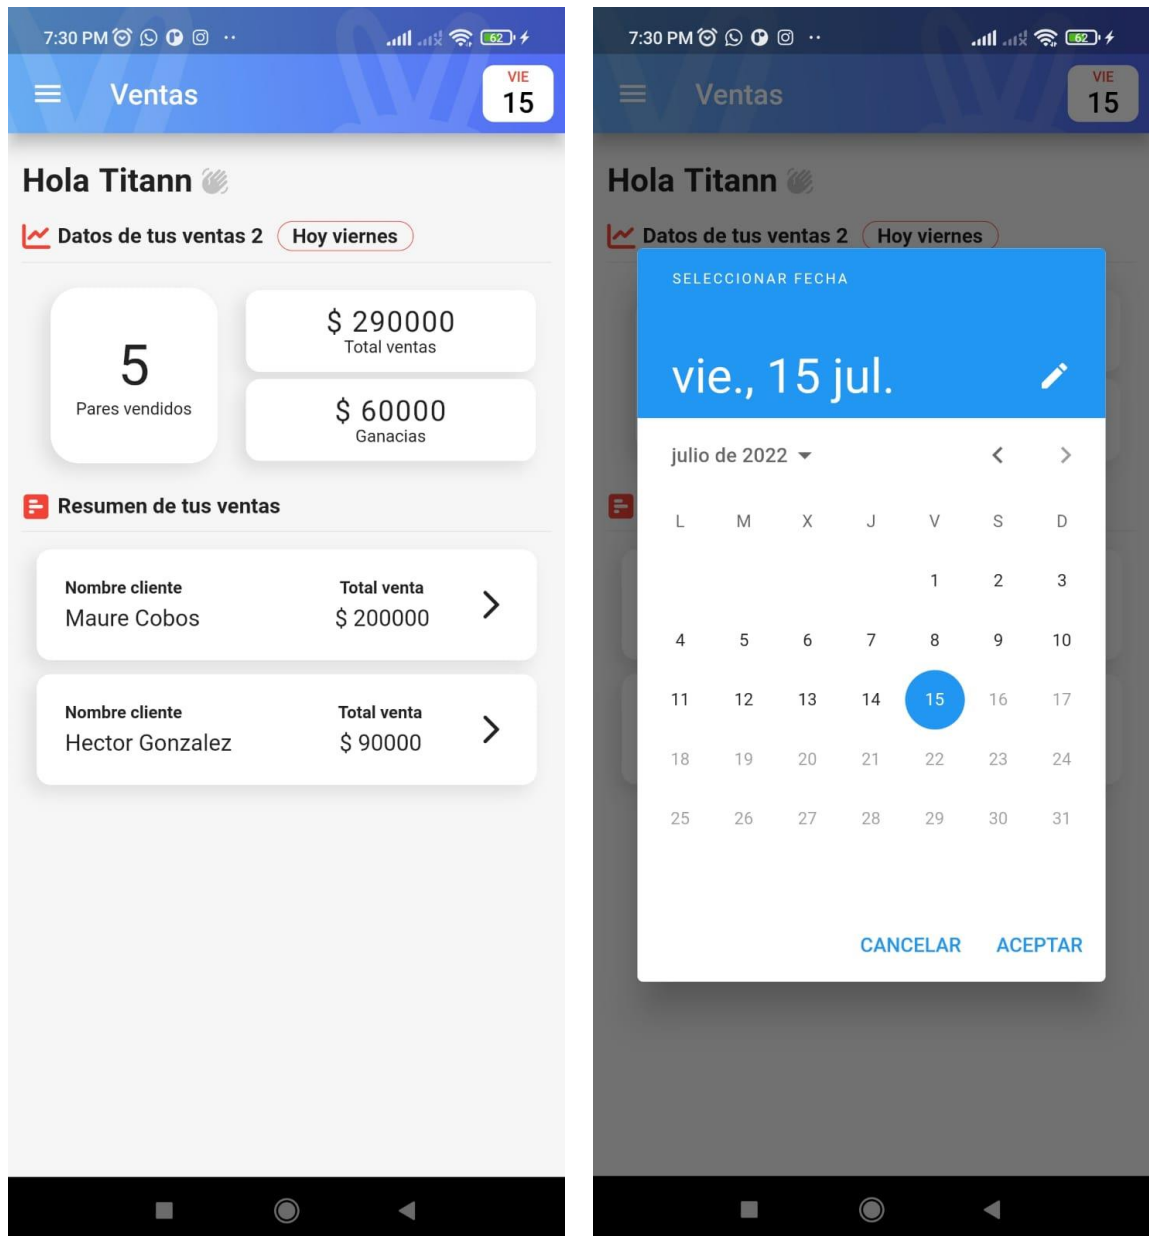 7:30 PM
62
Ventas
VIE
15
Hola Titann
Datos de tus ventas 2
Hoy viernes
5
Pares vendidos
$ 290000
Total ventas
$ 60000
Ganacias
Resumen de tus ventas
Nombre cliente
Total venta
Maure Cobos
$ 200000
Nombre cliente
Total venta
Hector Gonzalez
$ 90000
7:30 PM
62
Ventas
VIE
15
Hola Titann
Datos de tus ventas 2
Hoy viernes
SELECCIONAR FECHA
vie., 15 jul.
julio de 2022
L M X J V S D
1 2 3
4 5 6 7 8 9 10
11 12 13 14 15 16 17
18 19 20 21 22 23 24
25 26 27 28 29 30 31
CANCELAR ACEPTAR